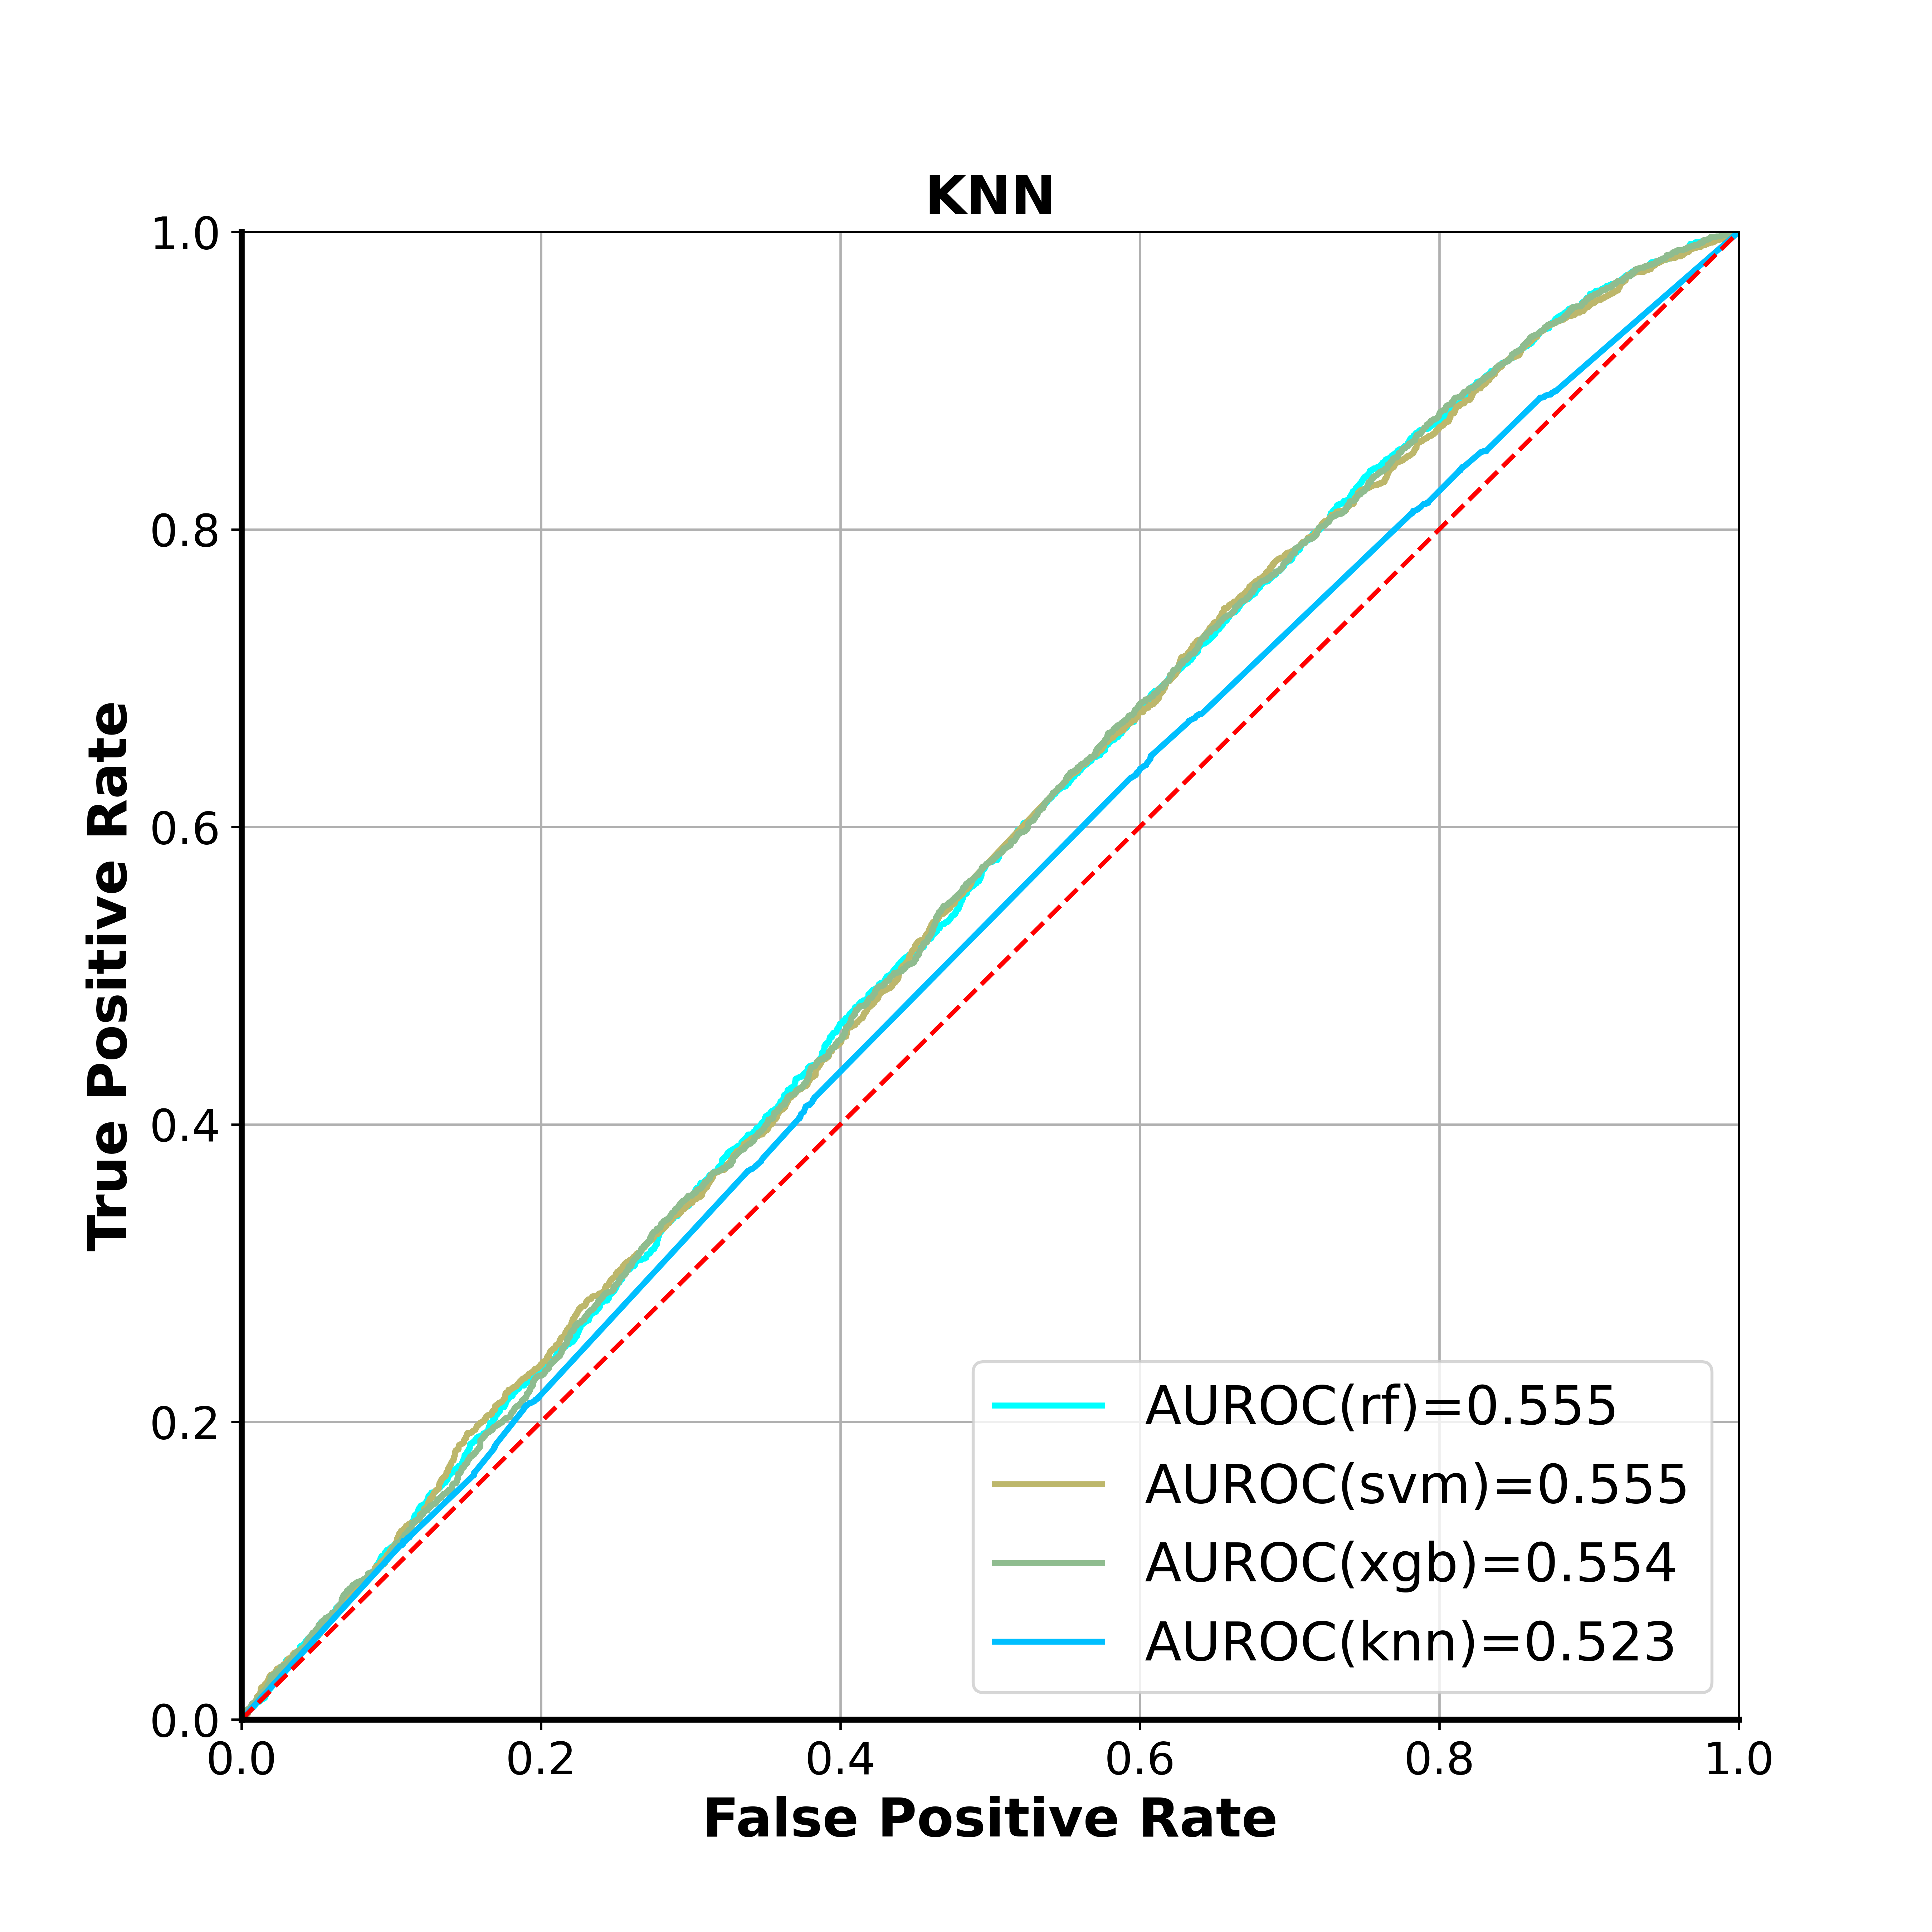 KNN
1.0
0.8
0.6
0.4
0.2
0.0
True Positive Rate
AUROC(rf)=0.555
AUROC(svm)=0.555
AUROC(xgb)=0.554
AUROC(knn)=0.523
0.0 0.2 0.4 0.6 0.8 1.0
False Positive Rate